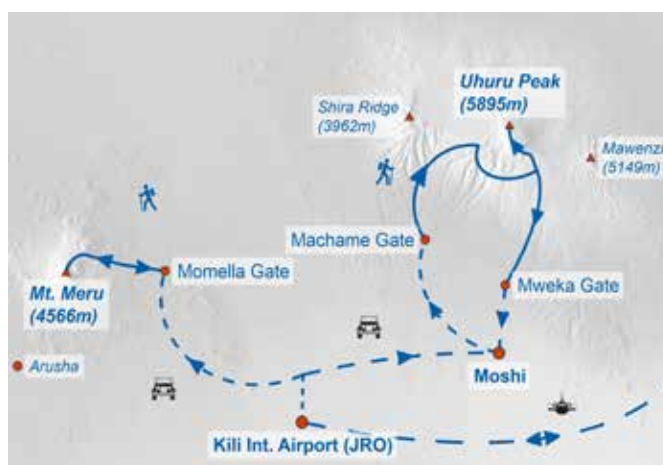 Uhuru Peak
(5895m)
Shira Ridge
(3962m)
Mawenzi
(5149m)
Machame Gate
Momella Gate
Mweka Gate
Mt. Meru
(4566m)
Arusha
Moshi
Kili Int. Airport (JRO)